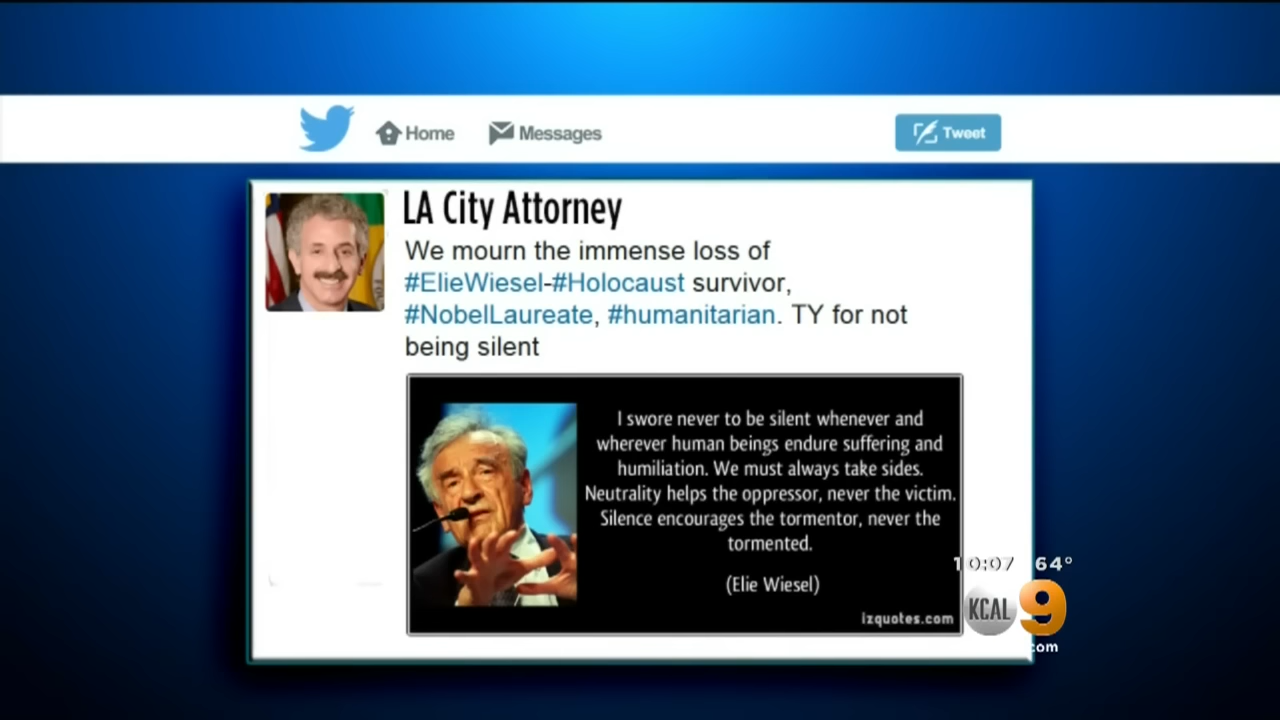 Home
Messages
Tweet
LA City Attorney
We mourn the immense loss of
#ElieWiesel-#Holocaust survivor,
#NobelLaureate, #humanitarian. TY for not
being silent
I swore never to be silent whenever and
wherever human beings endure suffering and
humiliation. We must always take sides.
Neutrality helps the oppressor, never the victim.
Silence encourages the tormentor, never the
tormented.
(Elie Wiesel)
izquotes.com
10:07 64°
KCAL 9
.com